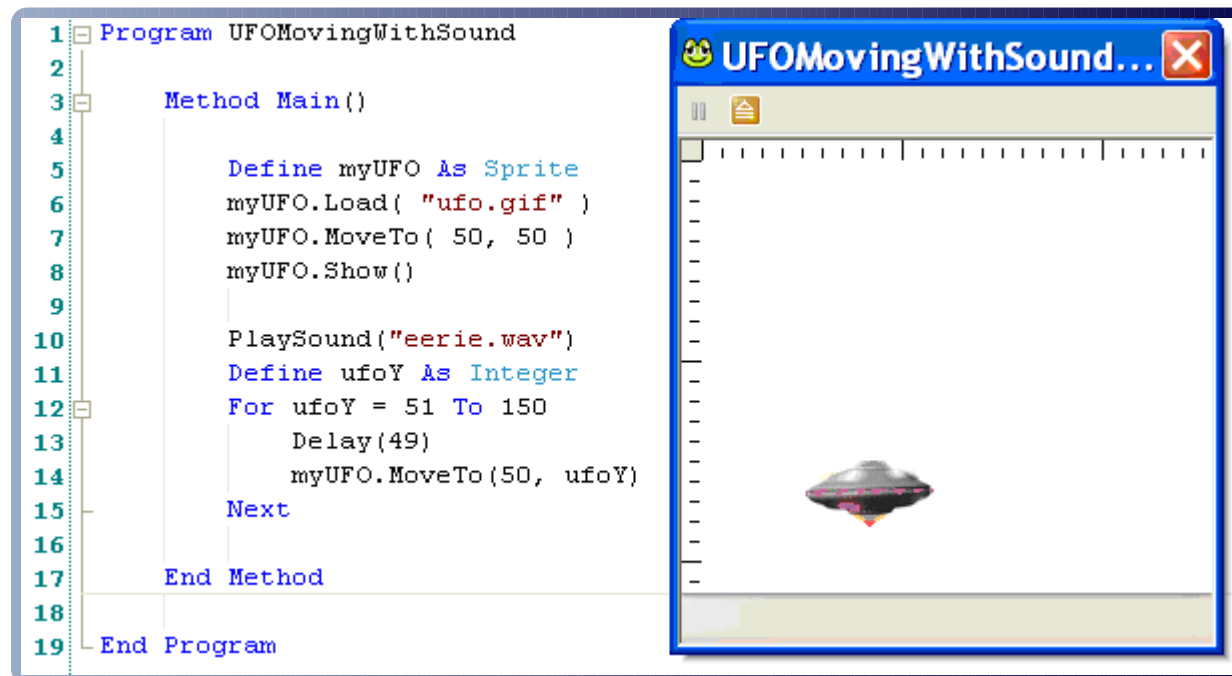 1 Program UFOMovingWithSound
2
3 Method Main()
4
5 Define myUFO As Sprite
6 myUFO.Load( "ufo.gif" )
7 myUFO.MoveTo( 50, 50 )
8 myUFO.Show()
9
10 PlaySound("eerie.wav")
11 Define ufoY As Integer
12 For ufoY = 51 To 150
13 Delay(49)
14 myUFO.MoveTo(50, ufoY)
15 Next
16
17 End Method
18
19 End Program
UFOMovingWithSound...